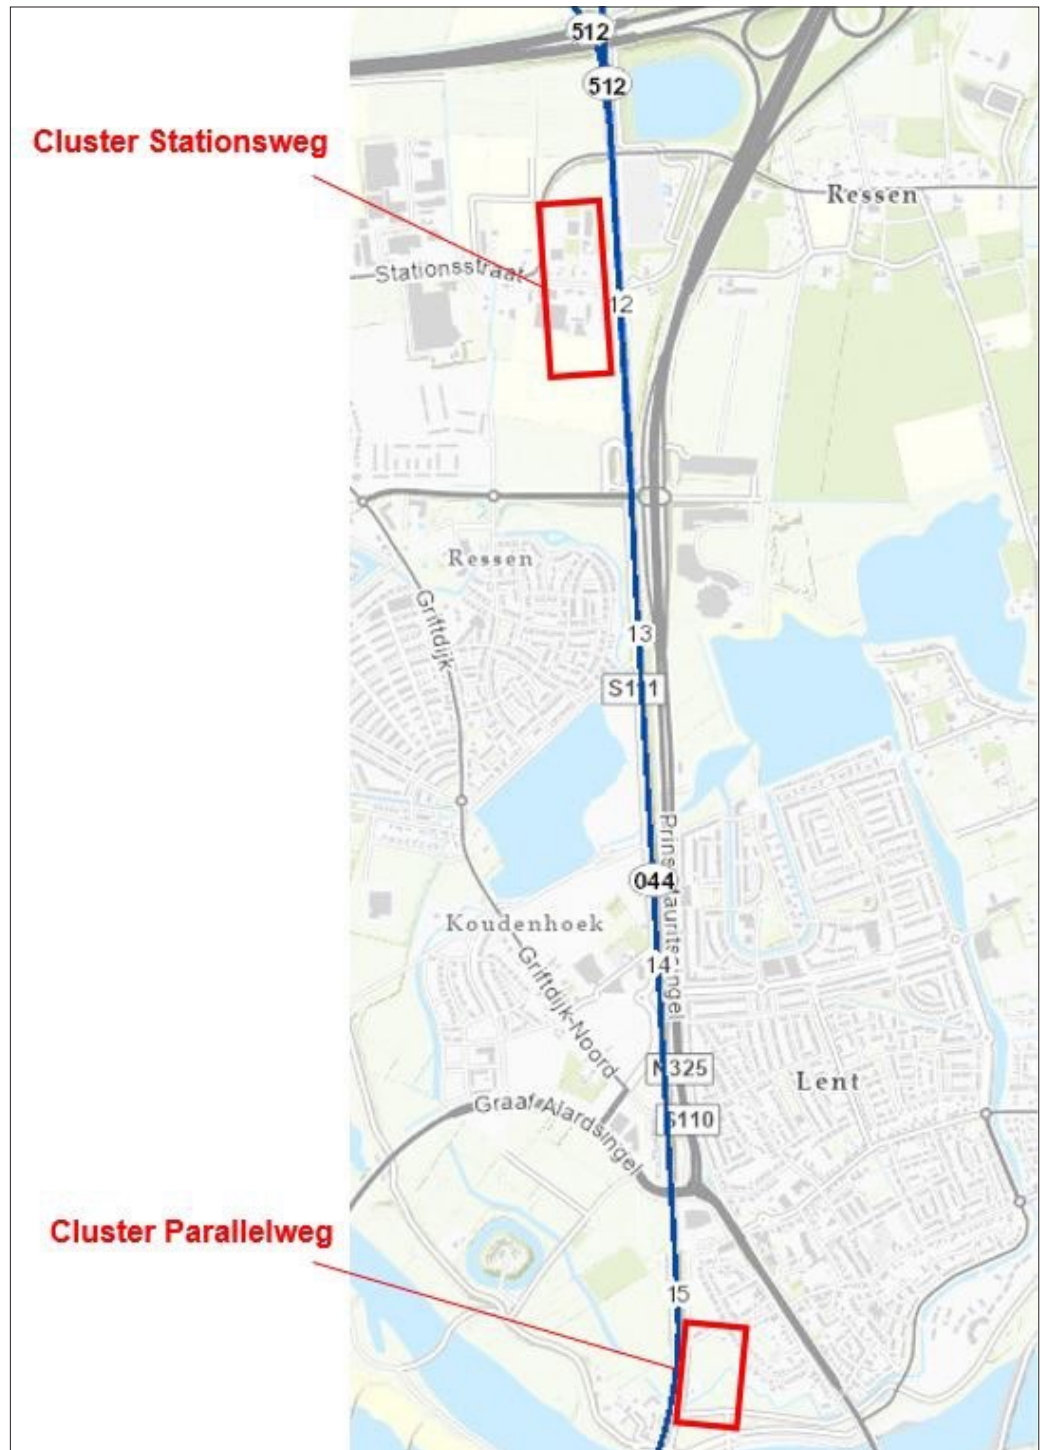 512
512
Cluster Stationsweg
Ressen
Stationsstraat
12
Ressen
Griftdijk
13
S111
Prins Mauritssingel
044
Koudenhoek
14
Griftdijk-Noord
N325
Lent
Graaf Alardsingel
S110
Cluster Parallelweg
15